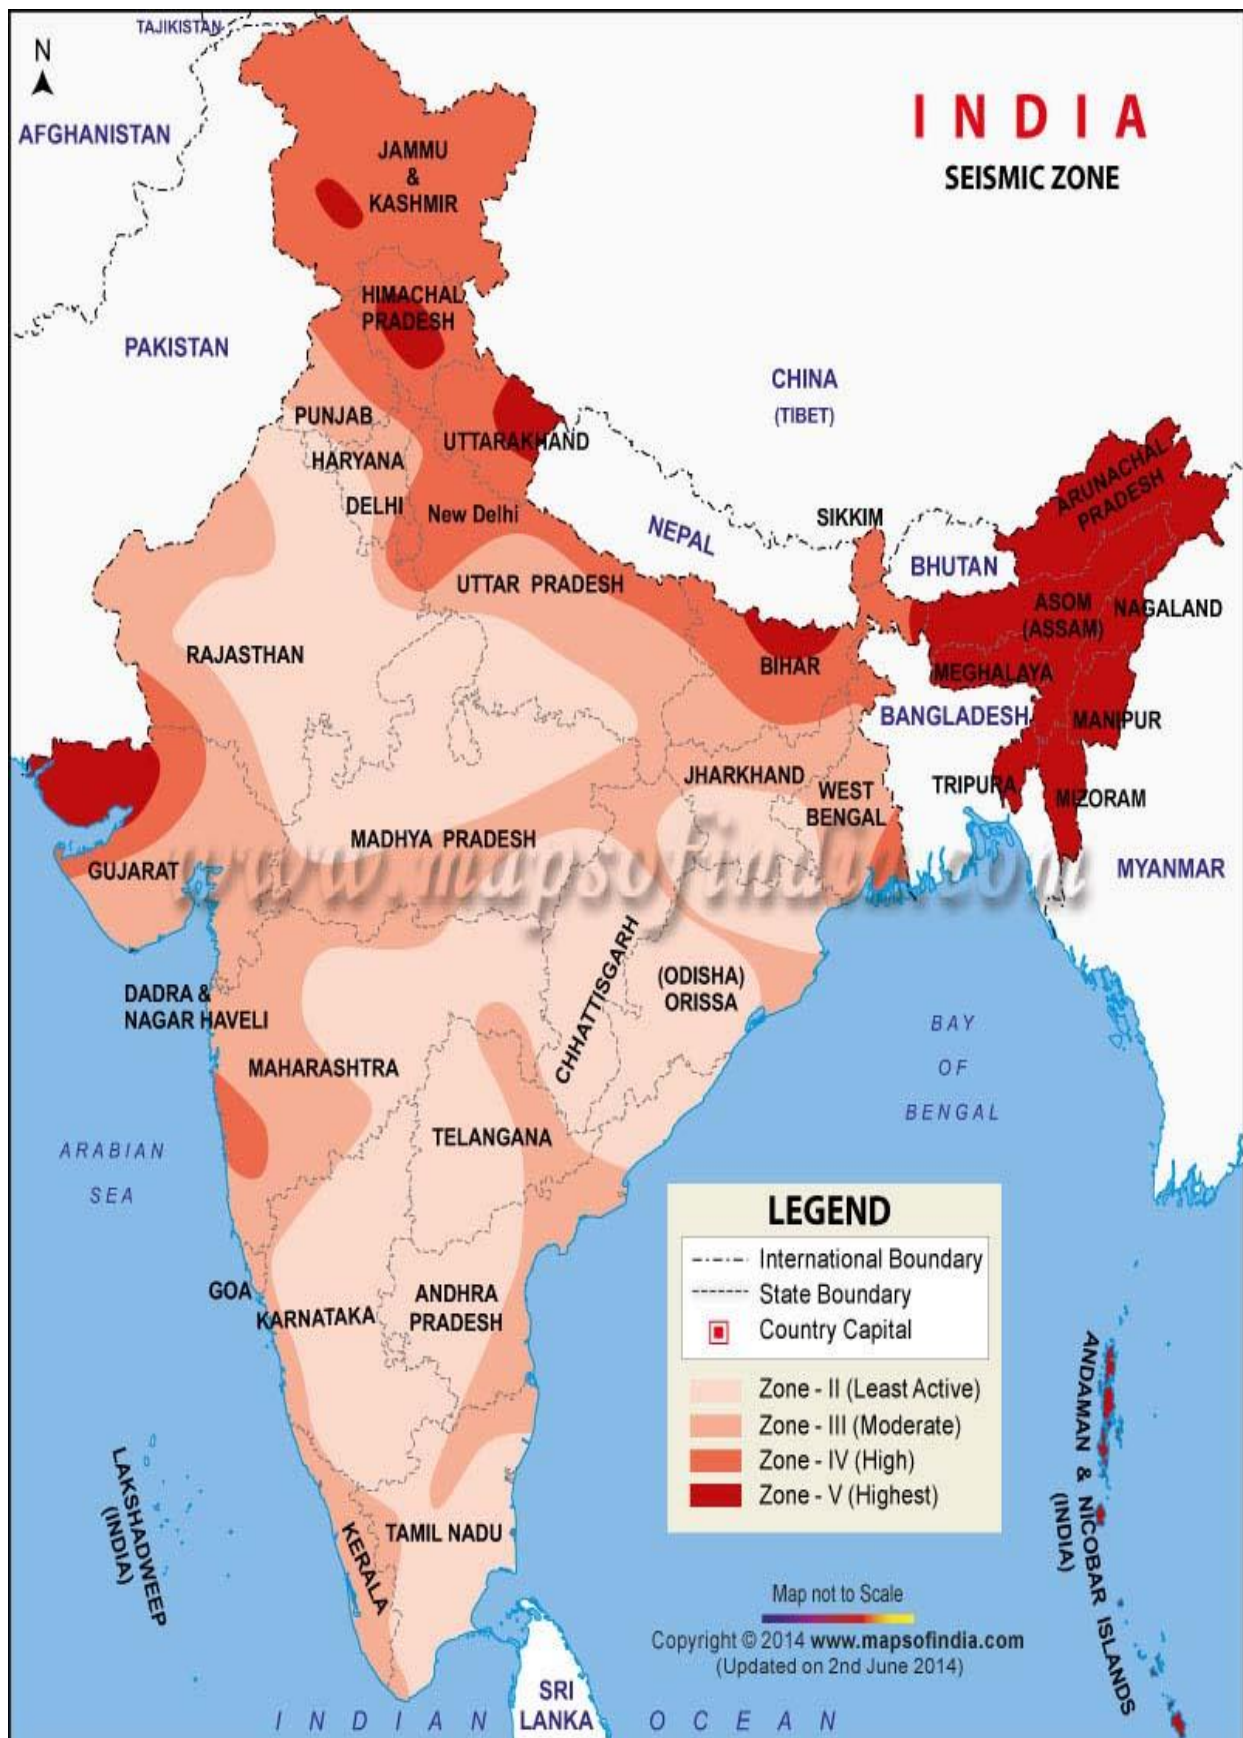 TAJIKISTAN
N
AFGHANISTAN
INDIA
SEISMIC ZONE
JAMMU
&
KASHMIR
HIMACHAL
PRADESH
PAKISTAN
CHINA
(TIBET)
PUNJAB
UTTARAKHAND
HARYANA
DELHI
New Delhi
NEPAL
SIKKIM
BHUTAN
ARUNACHAL
PRADESH
UTTAR PRADESH
ASOM
(ASSAM)
NAGALAND
RAJASTHAN
BIHAR
MEGHALAYA
BANGLADESH
MANIPUR
JHARKHAND
WEST
BENGAL
TRIPURA
MIZORAM
MADHYA PRADESH
GUJARAT
www.mapsofindia.com
MYANMAR
CHHATTISGARH
(ODISHA)
ORISSA
DADRA &
NAGAR HAVELI
BAY
OF
BENGAL
MAHARASHTRA
ARABIAN
SEA
TELANGANA
GOA
KARNATAKA
ANDHRA
PRADESH
LEGEND
International Boundary
State Boundary
Country Capital
Zone - II (Least Active)
Zone - III (Moderate)
Zone - IV (High)
Zone - V (Highest)
ANDAMAN & NICOBAR ISLANDS
(INDIA)
LAKSHADWEEP
(INDIA)
KERALA
TAMIL NADU
Map not to Scale
Copyright © 2014 www.mapsofindia.com
(Updated on 2nd June 2014)
SRI
LANKA
INDIAN OCEAN